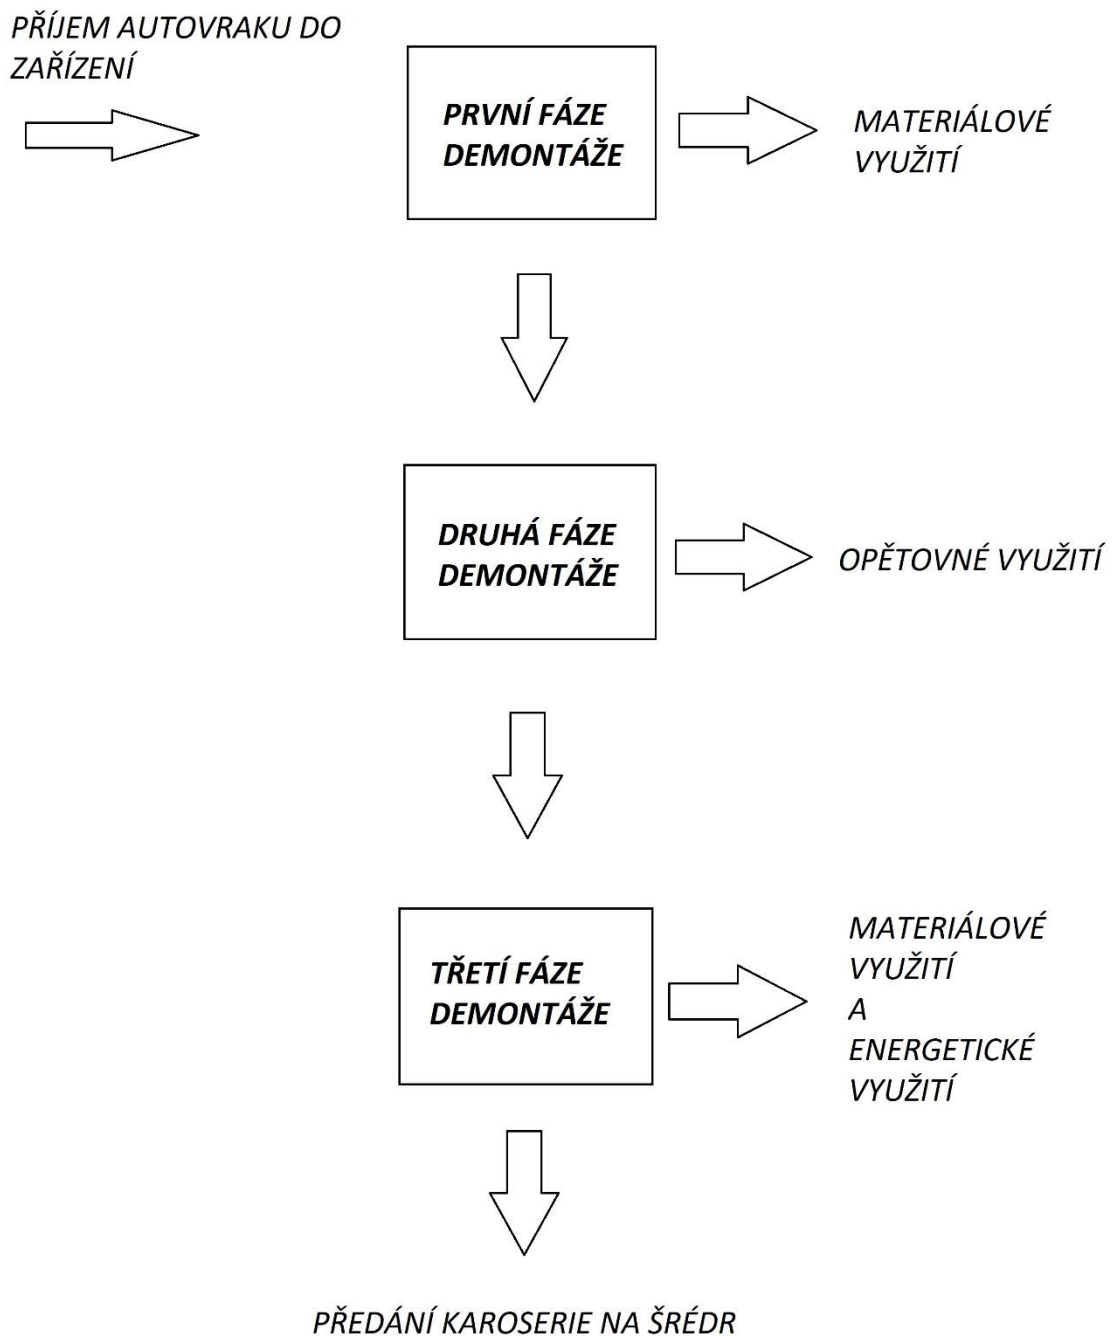 PŘÍJEM AUTOVRAKU DO
ZAŘÍZENÍ
PRVNÍ FÁZE
DEMONTÁŽE
MATERIÁLOVÉ
VYUŽITÍ
DRUHÁ FÁZE
DEMONTÁŽE
OPĚTOVNÉ VYUŽITÍ
TŘETÍ FÁZE
DEMONTÁŽE
MATERIÁLOVÉ
VYUŽITÍ
A
ENERGETICKÉ
VYUŽITÍ
PŘEDÁNÍ KAROSERIE NA ŠRÉDR